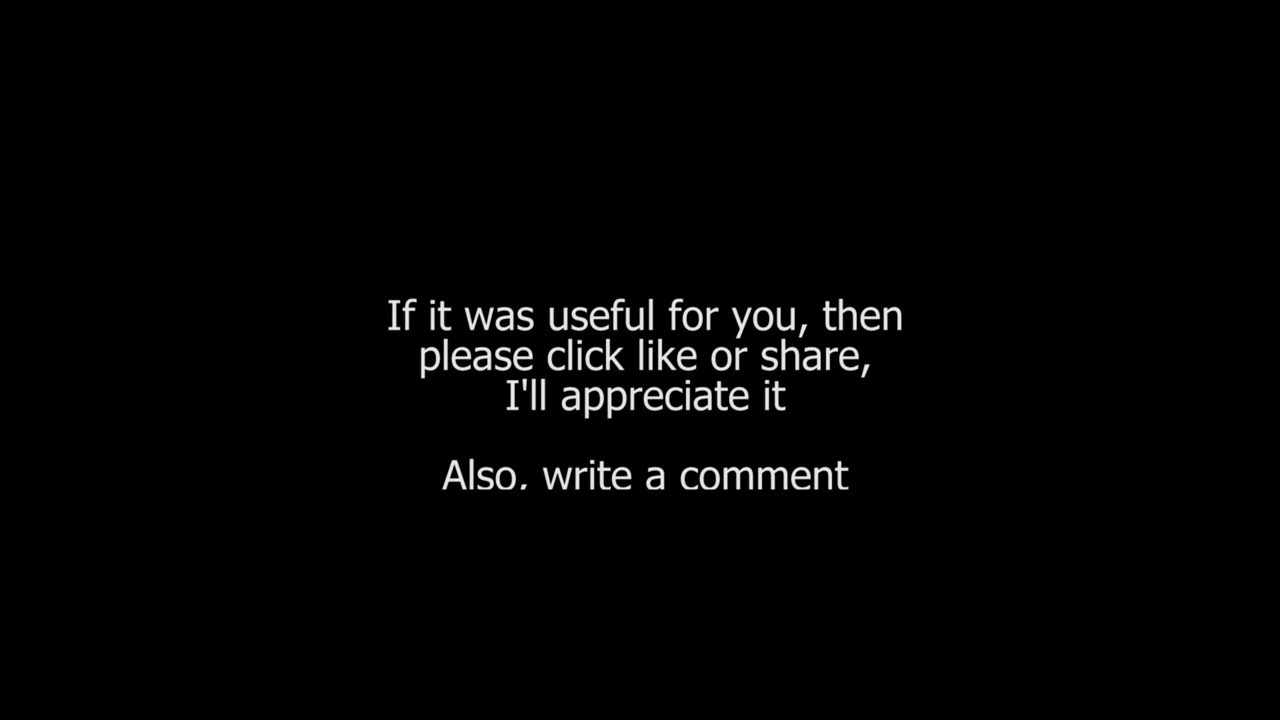 If it was useful for you, then
please click like or share,
I'll appreciate it
Also, write a comment